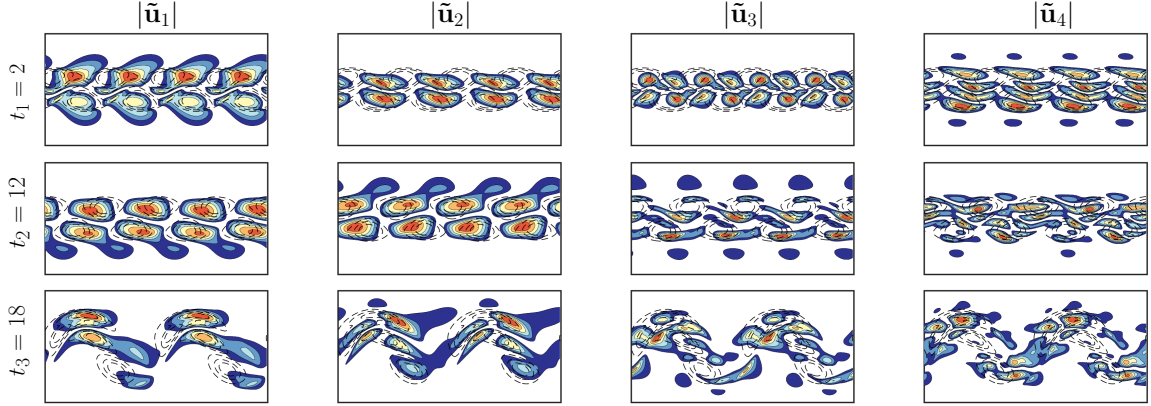 |ũ₁| |ũ₂| |ũ₃| |ũ₄|
t₁ = 2
t₂ = 12
t₃ = 18